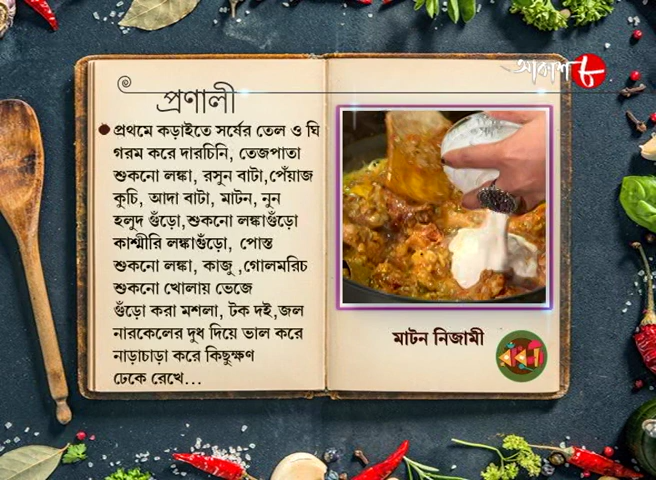 আকাশ ৮
প্রণালী
প্রথমে কড়াইতে সর্ষের তেল ও ঘি
গরম করে দারচিনি, তেজপাতা
শুকনো লঙ্কা, রসুন বাটা,পেঁয়াজ
কুচি, আদা বাটা, মাটন, নুন
হলুদ গুঁড়ো,শুকনো লঙ্কাগুঁড়ো
কাশ্মীরি লঙ্কাগুঁড়ো, পোস্ত
শুকনো লঙ্কা, কাজু ,গোলমরিচ
শুকনো খোলায় ভেজে
গুঁড়ো করা মশলা, টক দই,জল
নারকেলের দুধ দিয়ে ভাল করে
নাড়াচাড়া করে কিছুক্ষণ
ঢেকে রেখে...
মাটন নিজামী